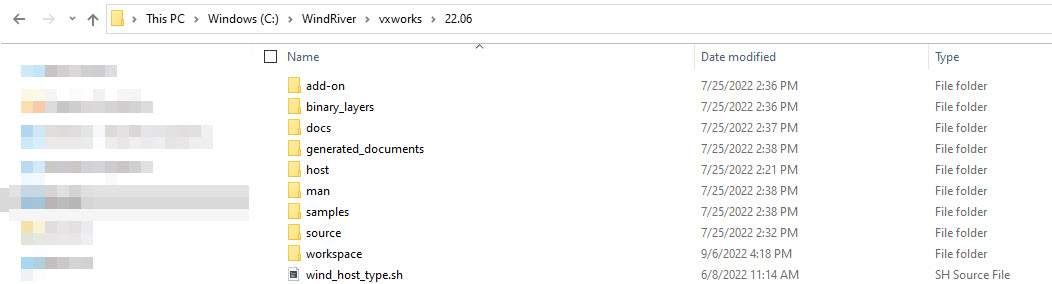 This PC > Windows (C:) > WindRiver > vxworks > 22.06
Name Date modified Type
add-on 7/25/2022 2:36 PM File folder
binary_layers 7/25/2022 2:36 PM File folder
docs 7/25/2022 2:37 PM File folder
generated_documents 7/25/2022 2:38 PM File folder
host 7/25/2022 2:21 PM File folder
man 7/25/2022 2:38 PM File folder
samples 7/25/2022 2:38 PM File folder
source 7/25/2022 2:32 PM File folder
workspace 9/6/2022 4:18 PM File folder
wind_host_type.sh 6/8/2022 11:14 AM SH Source File